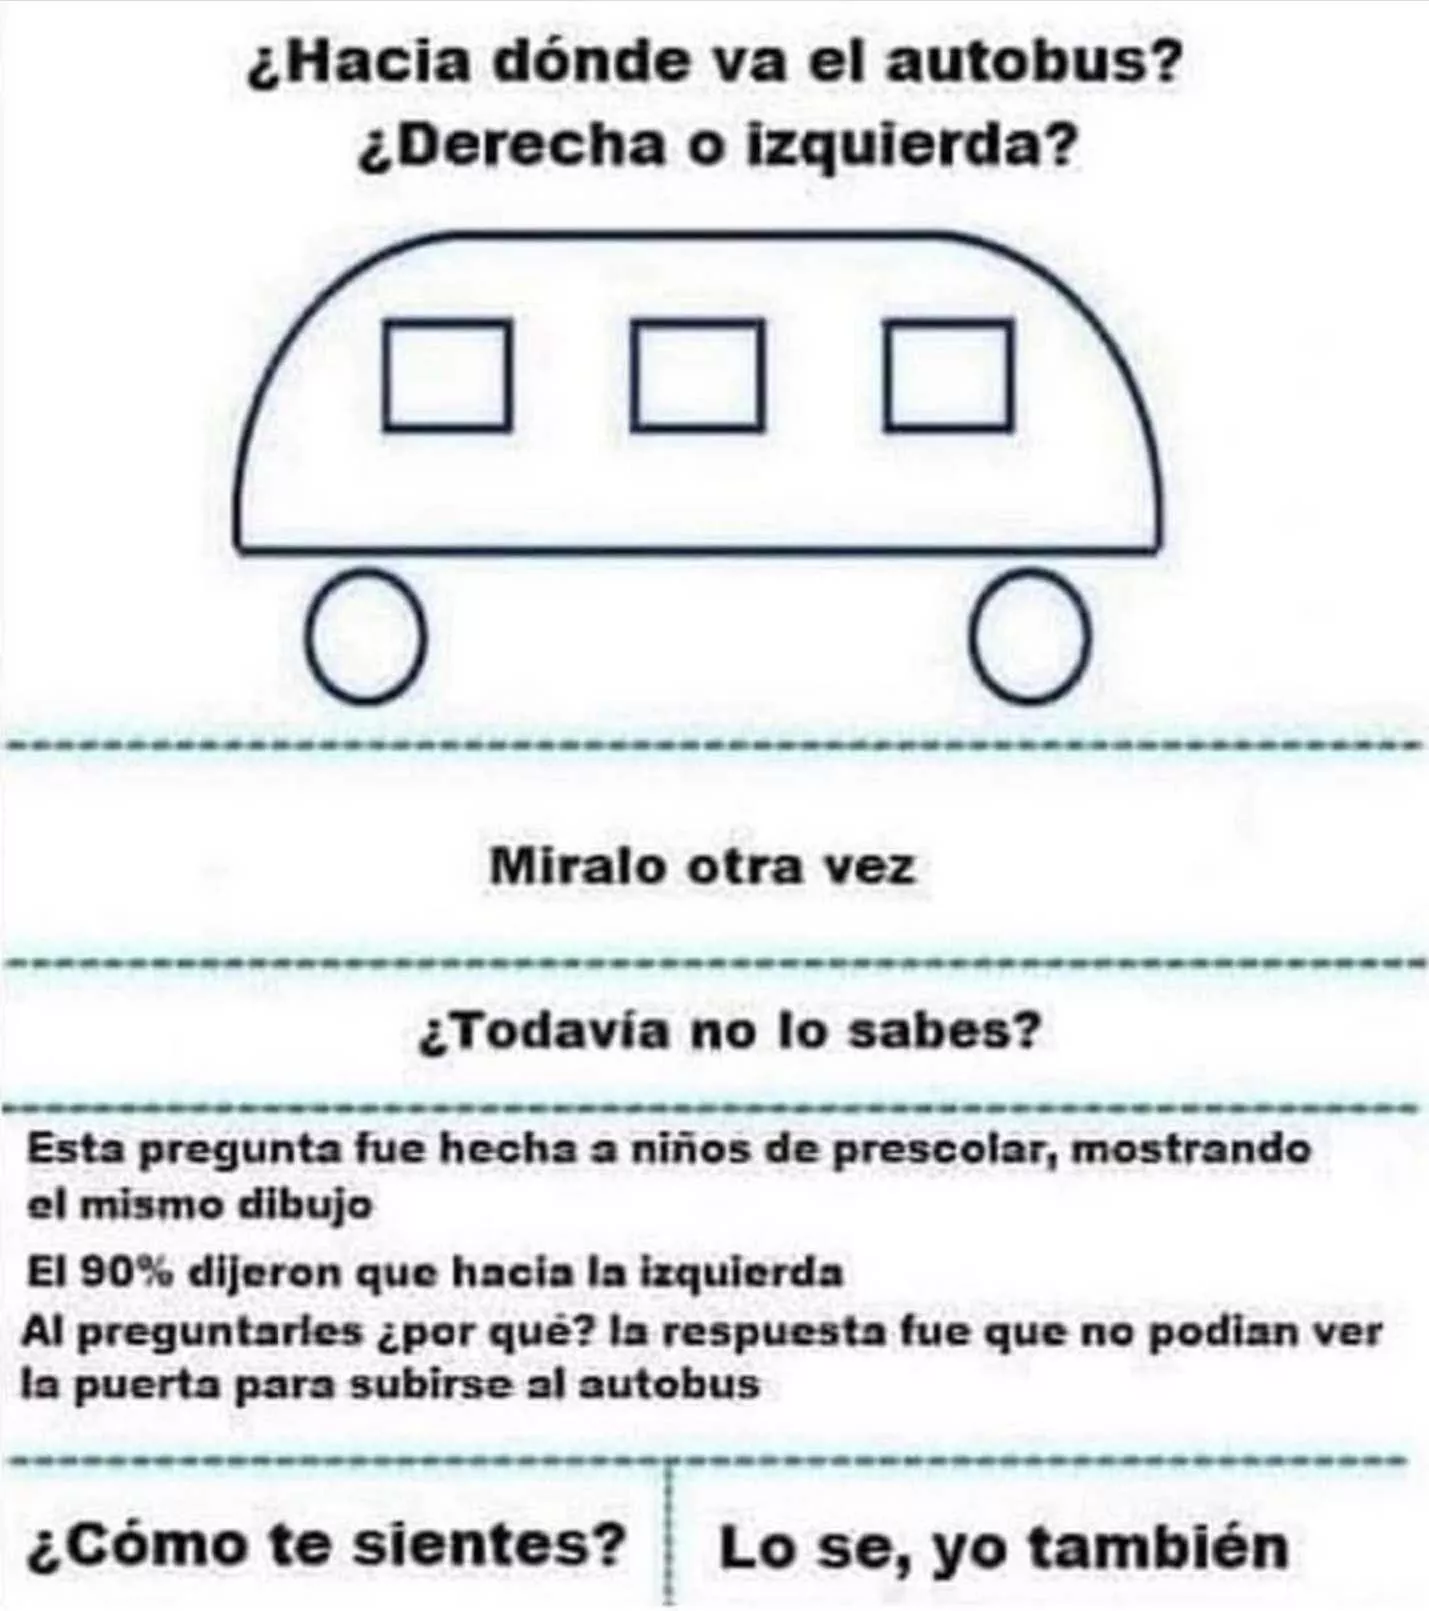 ¿Hacia dónde va el autobus?
¿Derecha o izquierda?
Miralo otra vez
¿Todavía no lo sabes?
Esta pregunta fue hecha a niños de prescolar, mostrando
el mismo dibujo
El 90% dijeron que hacia la izquierda
Al preguntarles ¿por qué? la respuesta fue que no podian ver
la puerta para subirse al autobus
¿Cómo te sientes?
Lo se, yo también